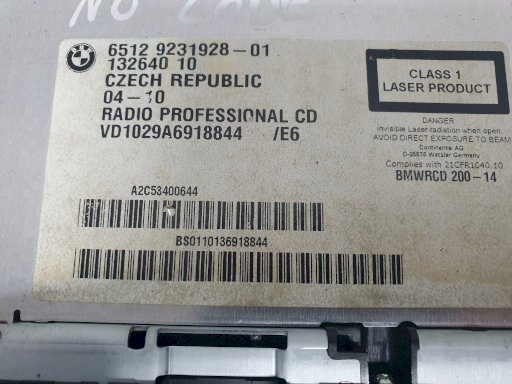 NO CODE
BMW
6512 9231928-01
132640 10
CZECH REPUBLIC
04-10
RADIO PROFESSIONAL CD
VD1029A6918844 /E6
CLASS 1
LASER PRODUCT
DANGER
Invisible Laser radiation when open.
AVOID DIRECT EXPOSURE TO BEAM
Continental AG
D-35576 Wetzlar Germany
Complies with 21CFR1040.10
BMWRCD 200-14
A2C53400644
BS0110136918844